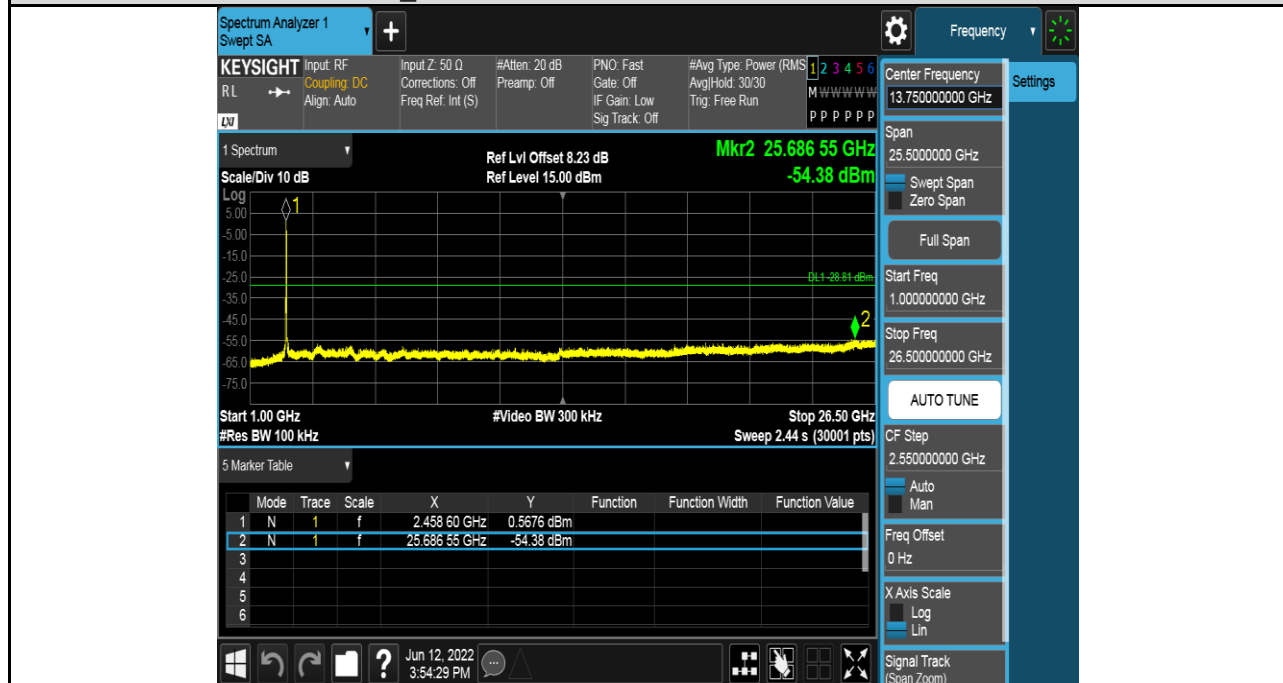 Spectrum Analyzer 1
Swept SA
+
Frequency
KEYSIGHT
RL
LXI
Input: RF
Coupling: DC
Align: Auto
Input Z: 50 Ω
Corrections: Off
Freq Ref: Int (S)
#Atten: 20 dB
Preamp: Off
PNO: Fast
Gate: Off
IF Gain: Low
Sig Track: Off
#Avg Type: Power (RMS
Avg|Hold: 30/30
Trig: Free Run
1 2 3 4 5 6
M W W W W W
P P P P P P
1 Spectrum
Scale/Div 10 dB
Ref Lvl Offset 8.23 dB
Ref Level 15.00 dBm
Mkr2 25.686 55 GHz
-54.38 dBm
Log
5.00
-5.00
-15.0
-25.0
-35.0
-45.0
-55.0
-65.0
-75.0
1
DL1 -28.81 dBm
2
Start 1.00 GHz
#Video BW 300 kHz
Stop 26.50 GHz
#Res BW 100 kHz
Sweep 2.44 s (30001 pts)
5 Marker Table
Mode Trace Scale X Y Function Function Width Function Value
1 N 1 f 2.458 60 GHz 0.5676 dBm
2 N 1 f 25.686 55 GHz -54.38 dBm
3
4
5
6
?
Jun 12, 2022
3:54:29 PM
Center Frequency
13.750000000 GHz
Settings
Span
25.5000000 GHz
Swept Span
Zero Span
Full Span
Start Freq
1.000000000 GHz
Stop Freq
26.500000000 GHz
AUTO TUNE
CF Step
2.550000000 GHz
Auto
Man
Freq Offset
0 Hz
X Axis Scale
Log
Lin
Signal Track
(Span Zoom)